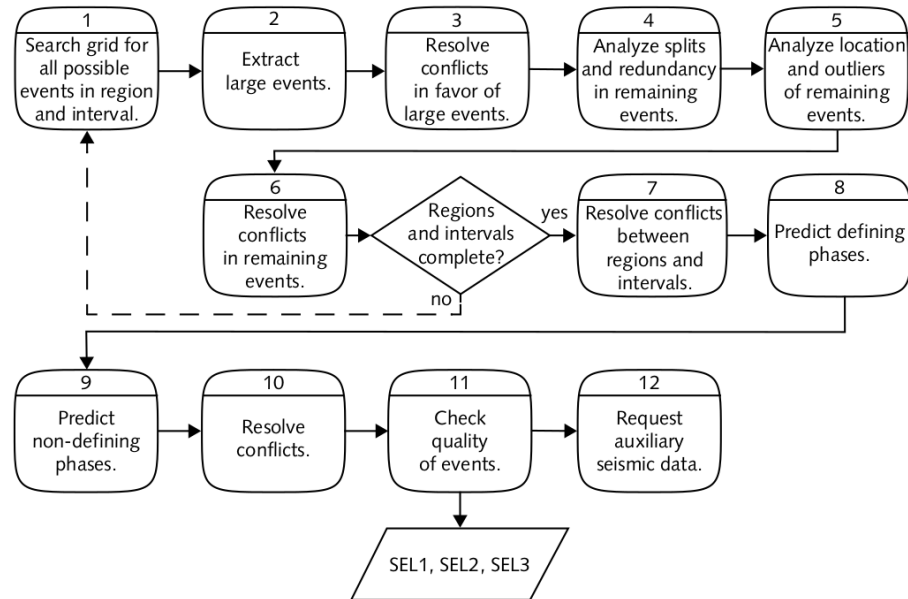 1
Search grid for
all possible
events in region
and interval.
2
Extract
large events.
3
Resolve
conflicts
in favor of
large events.
4
Analyze splits
and redundancy
in remaining
events.
5
Analyze location
and outliers
of remaining
events.
6
Resolve
conflicts
in remaining
events.
Regions
and intervals
complete?
yes
no
7
Resolve conflicts
between
regions and
intervals.
8
Predict defining
phases.
9
Predict
non-defining
phases.
10
Resolve
conflicts.
11
Check
quality
of events.
12
Request
auxiliary
seismic data.
SEL1, SEL2, SEL3